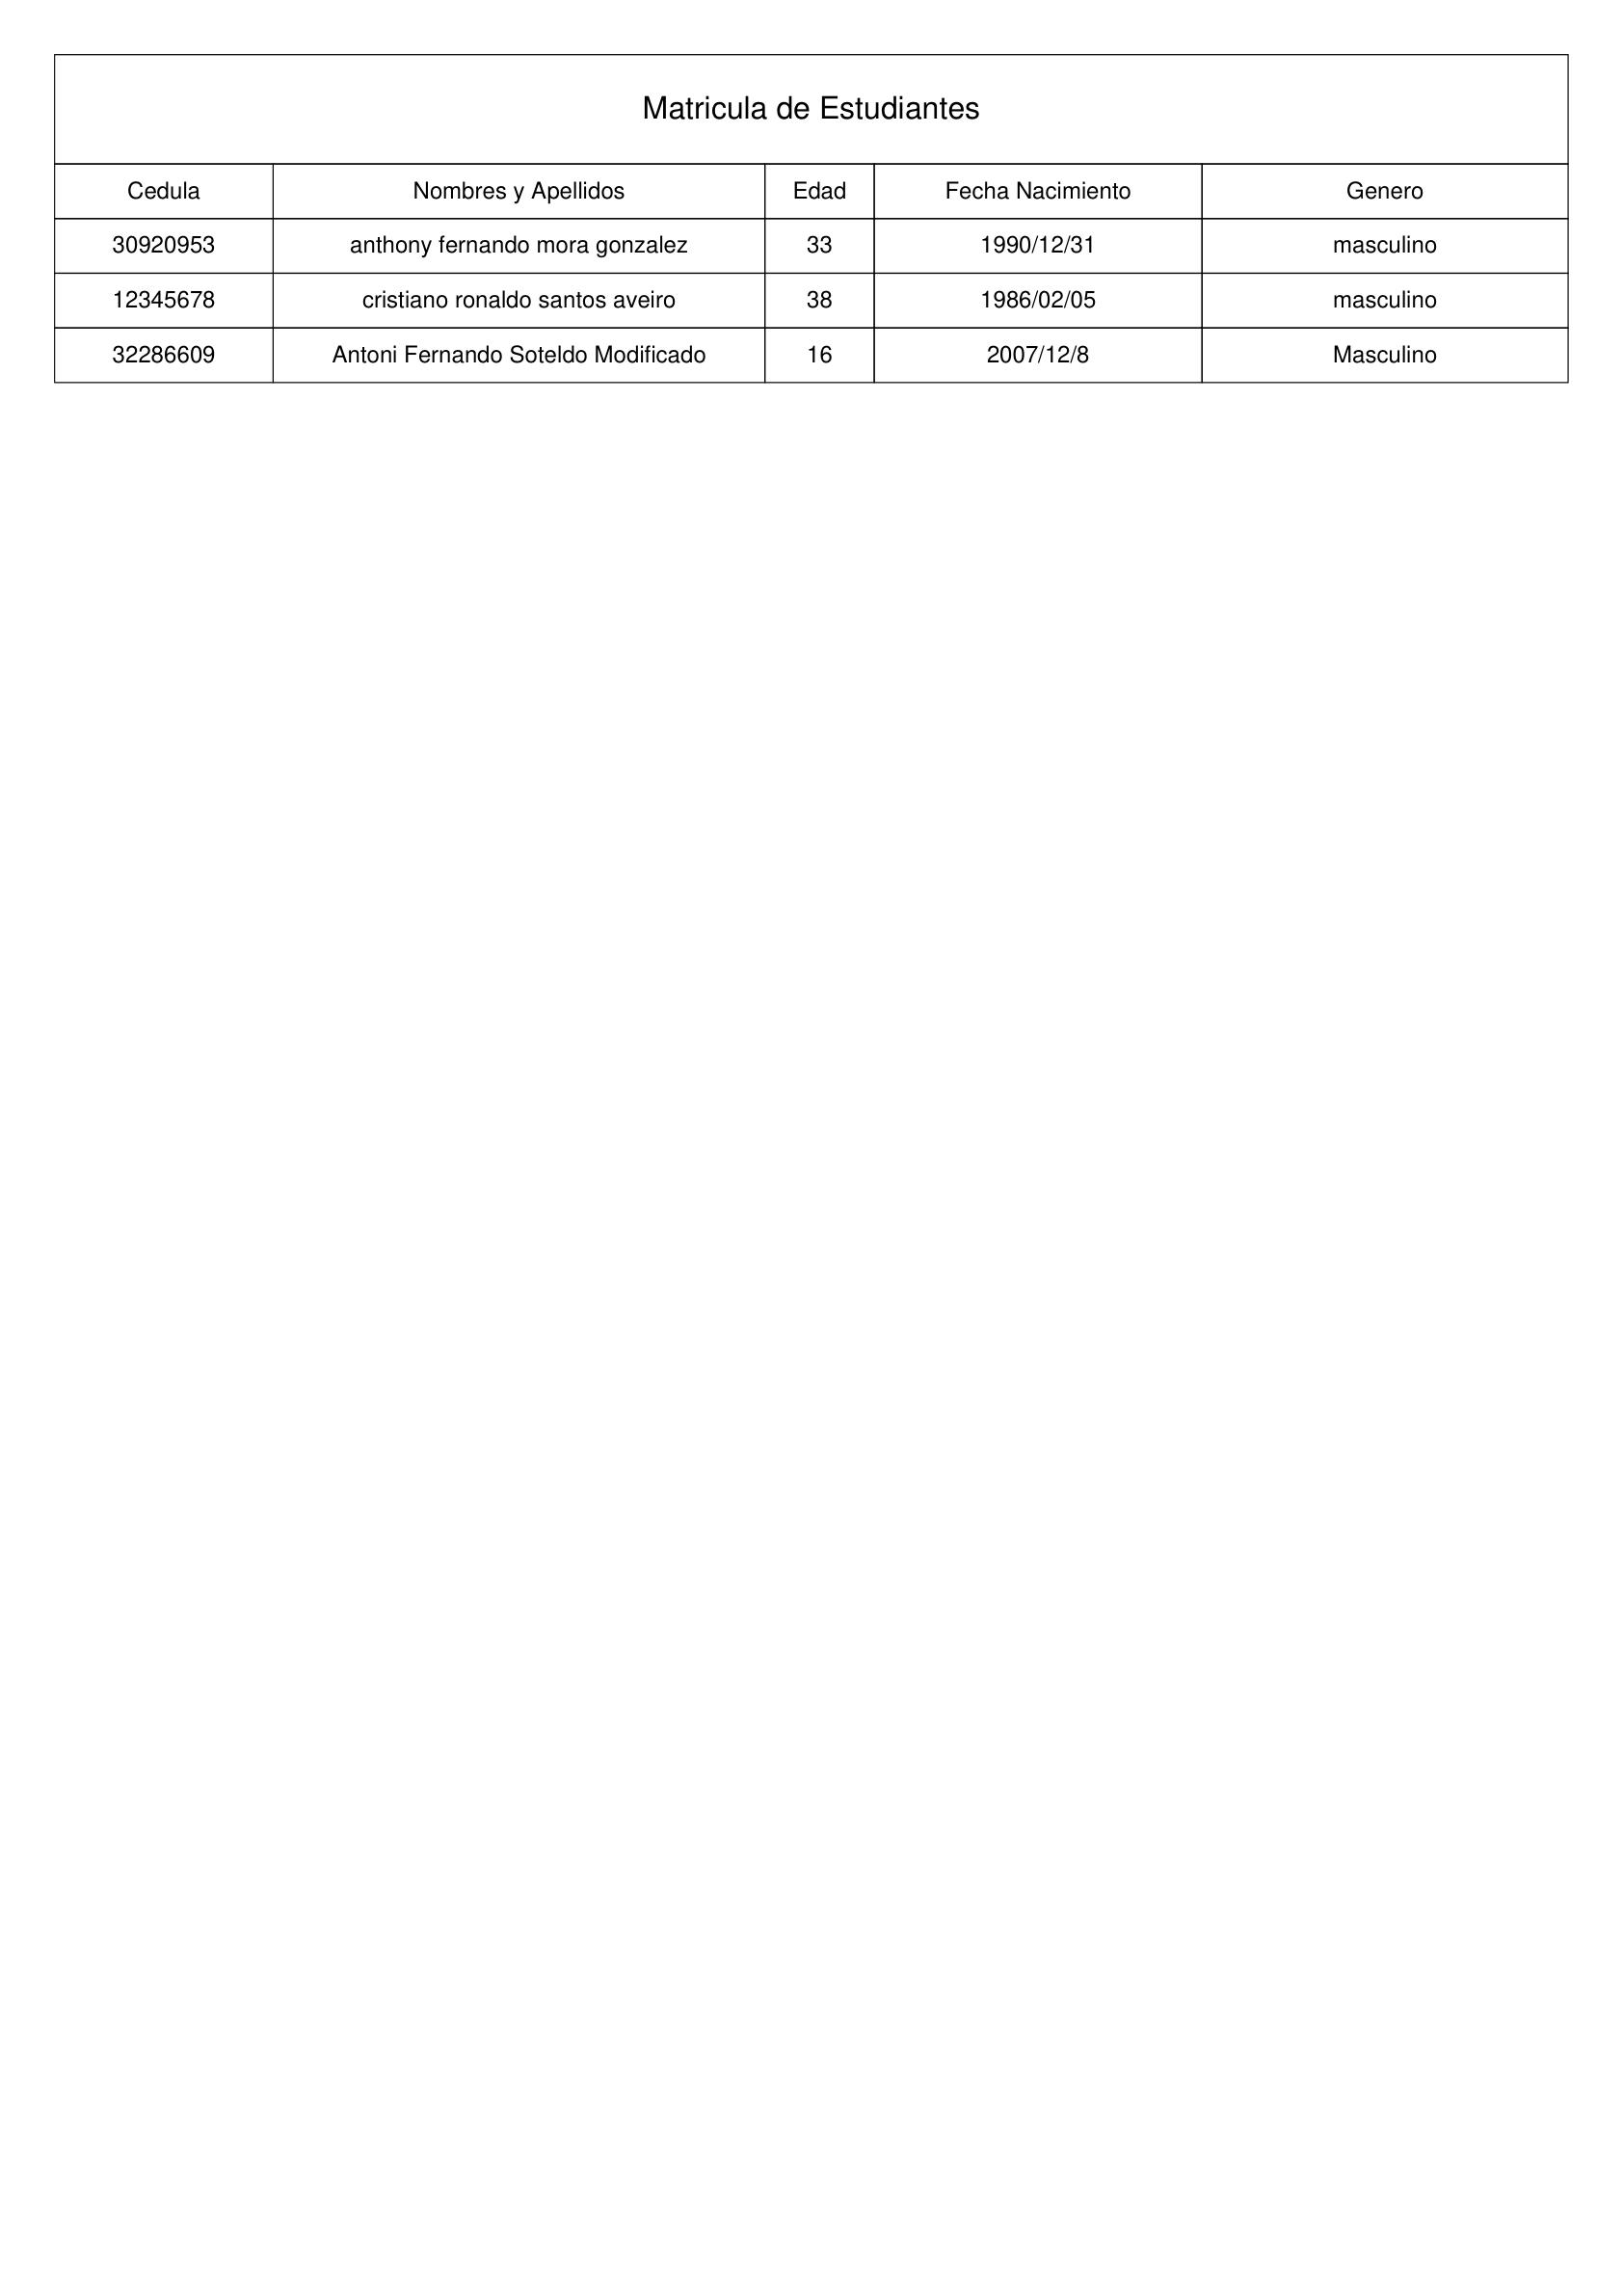 Matricula de Estudiantes
Cedula Nombres y Apellidos Edad Fecha Nacimiento Genero
30920953 anthony fernando mora gonzalez 33 1990/12/31 masculino
12345678 cristiano ronaldo santos aveiro 38 1986/02/05 masculino
32286609 Antoni Fernando Soteldo Modificado 16 2007/12/8 Masculino